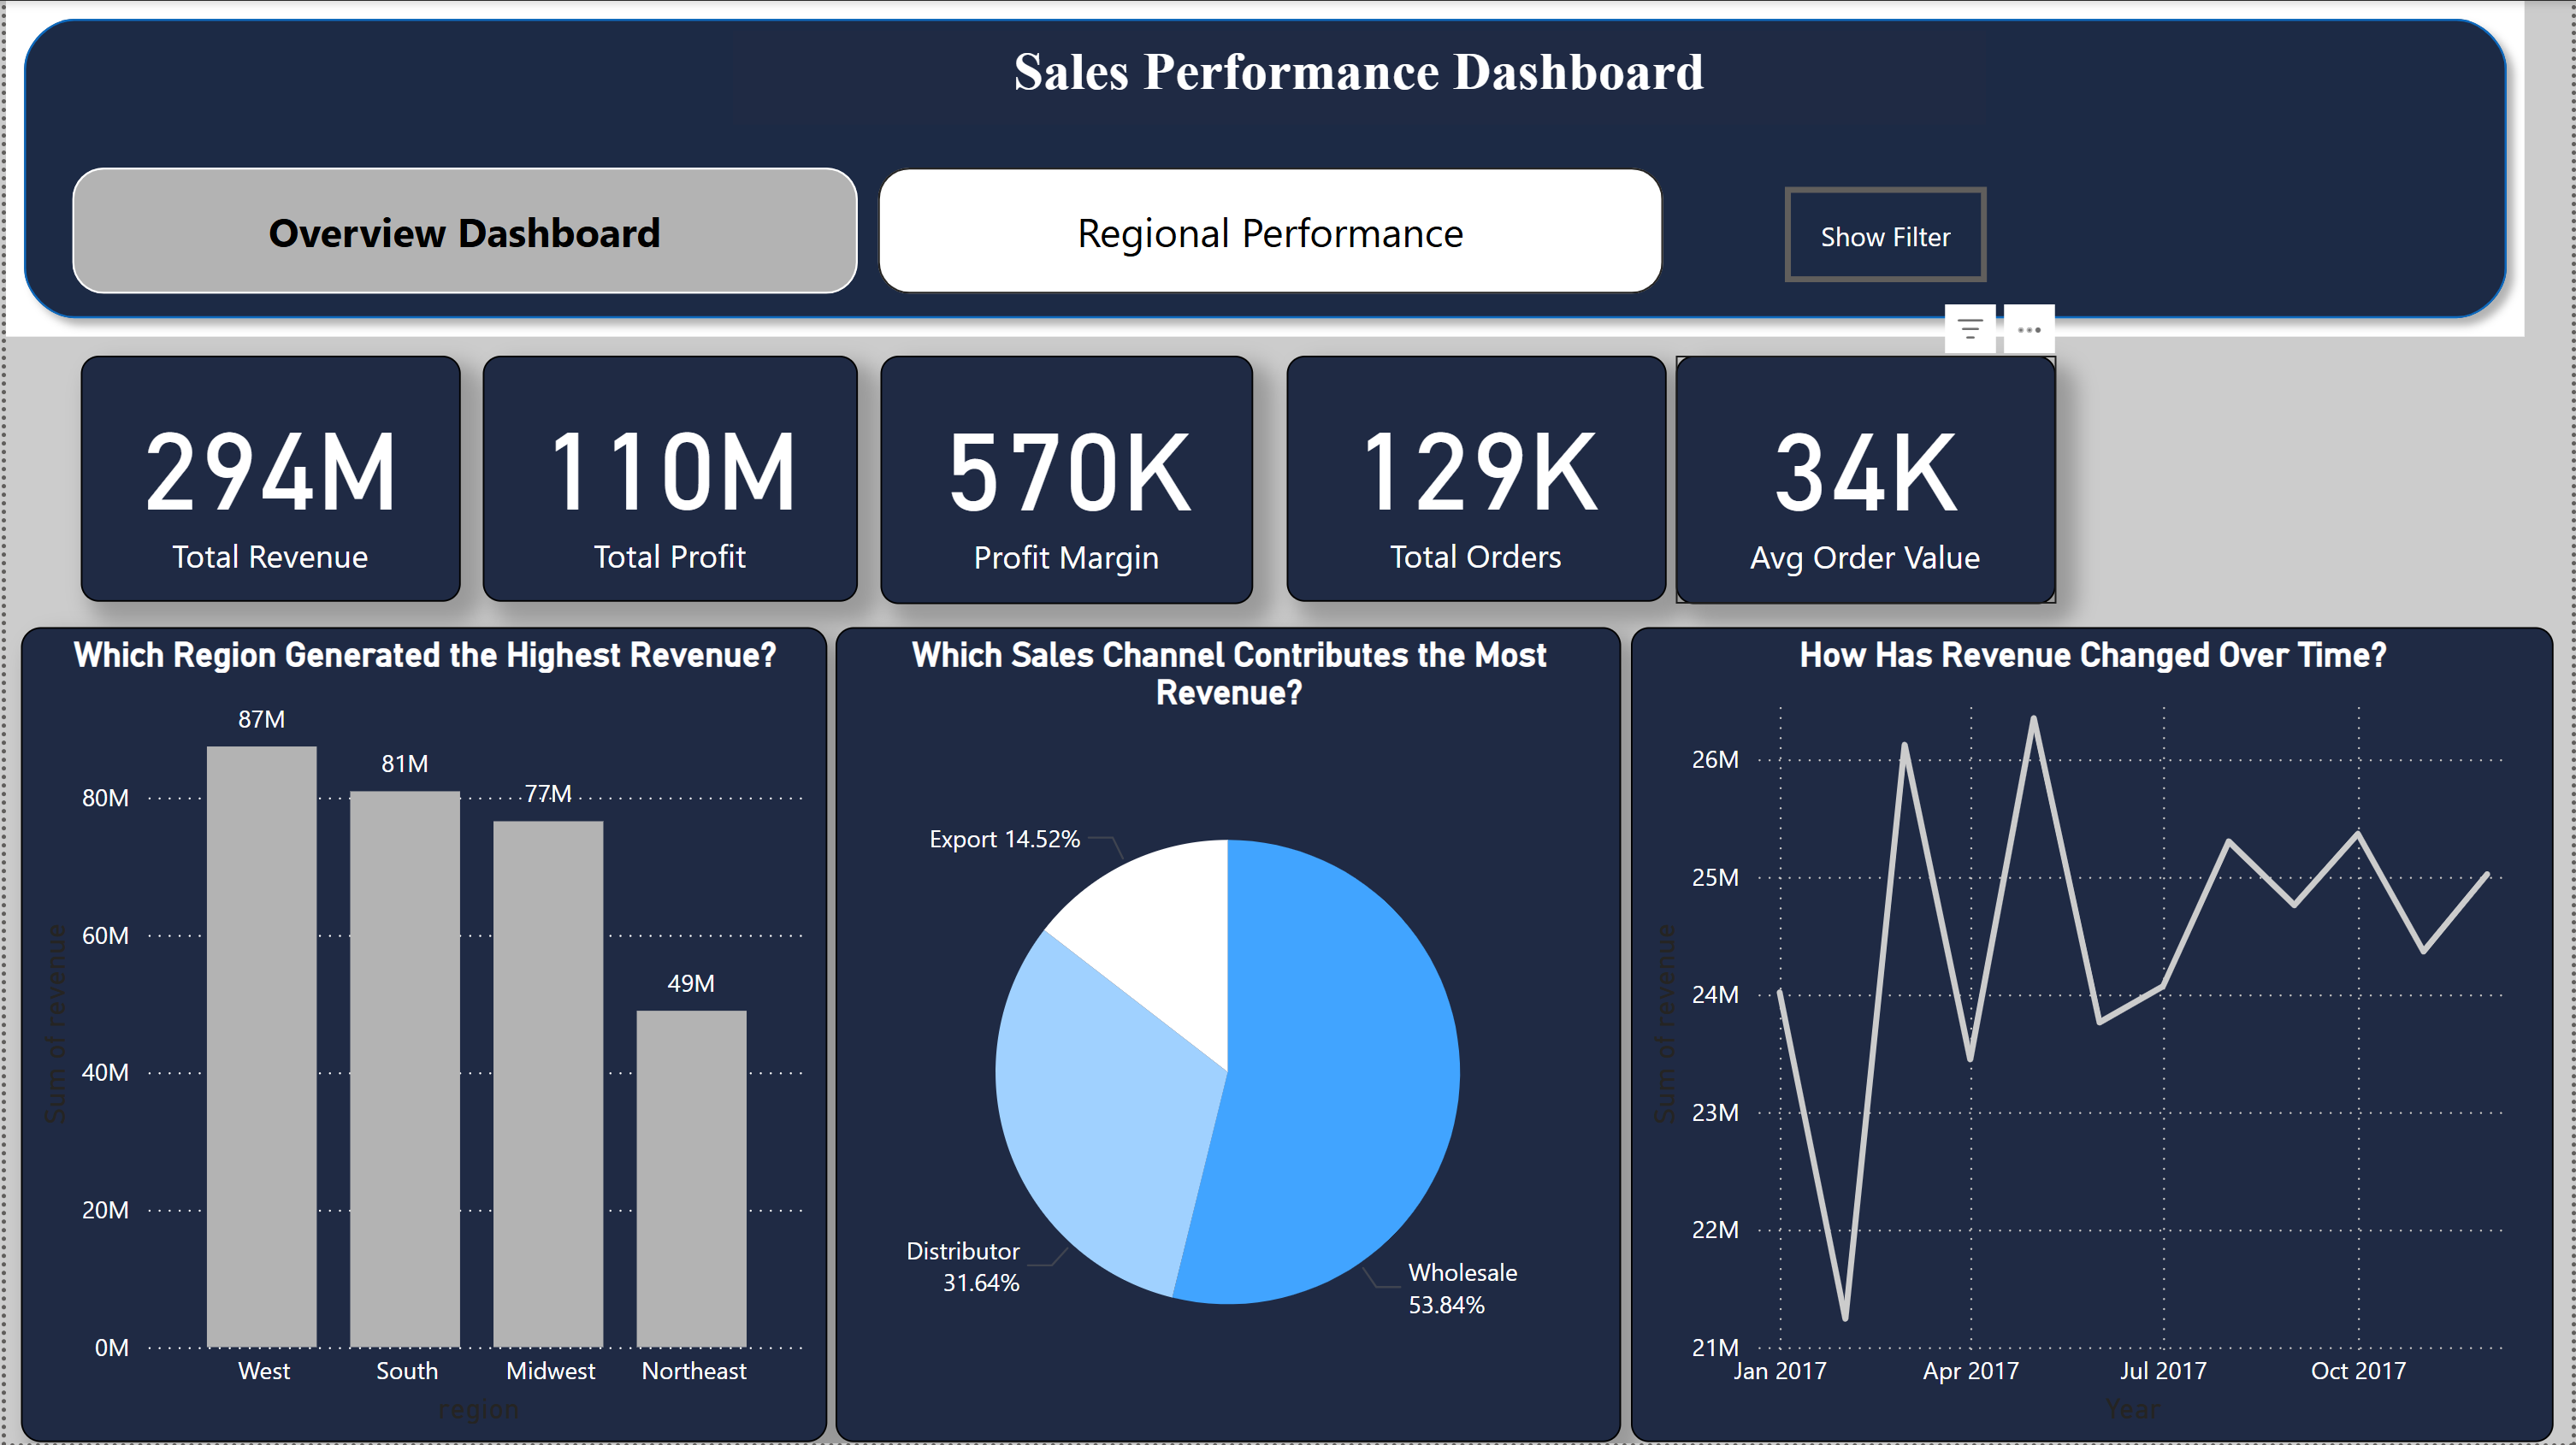 Sales Performance Dashboard
Overview Dashboard
Regional Performance
Show Filter
294M
Total Revenue
110M
Total Profit
570K
Profit Margin
129K
Total Orders
34K
Avg Order Value
Which Region Generated the Highest Revenue?
Sum of revenue
80M
60M
40M
20M
0M
87M
81M
77M
49M
West
South
Midwest
Northeast
region
Which Sales Channel Contributes the Most
Revenue?
Export 14.52%
Distributor
31.64%
Wholesale
53.84%
How Has Revenue Changed Over Time?
Sum of revenue
26M
25M
24M
23M
22M
21M
Jan 2017
Apr 2017
Jul 2017
Oct 2017
Year